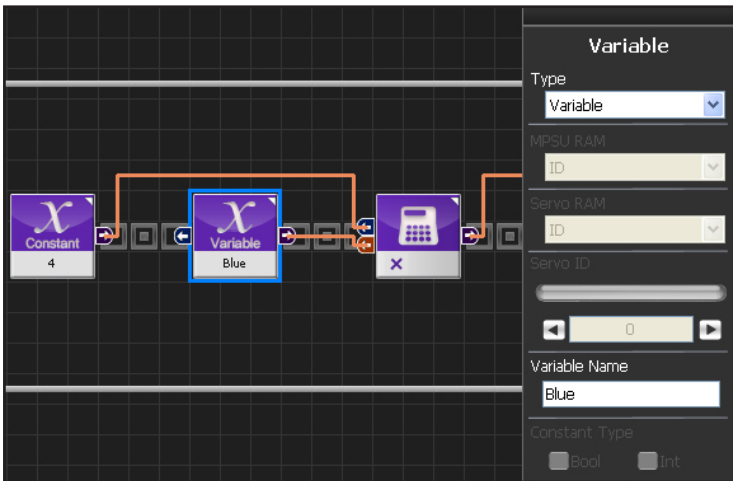 Constant
4
Variable
Blue
×
Variable
Type
Variable
MPSU RAM
ID
Servo RAM
ID
Servo ID
0
Variable Name
Blue
Constant Type
Bool
Int